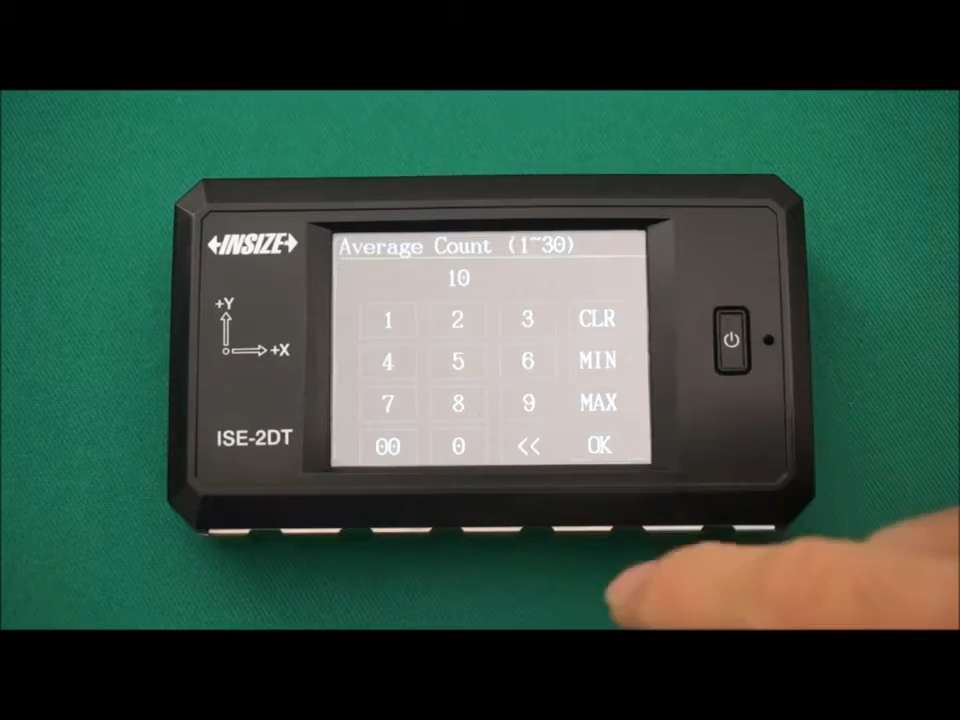 INSIZE
+Y
+X
ISE-2DT
Average Count (1~30)
10
1 2 3 CLR
4 5 6 MIN
7 8 9 MAX
00 0 << OK